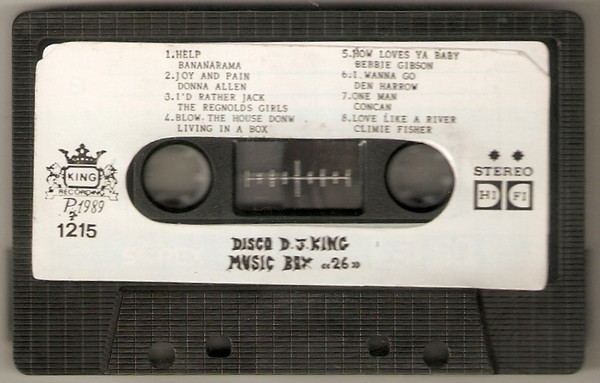 1.HELP
BANANARAMA
2.JOY AND PAIN
DONNA ALLEN
3.I'D RATHER JACK
THE REGNOLDS GIRLS
4.BLOW THE HOUSE DONW
LIVING IN A BOX
5.HOW LOVES YA BABY
BEBBIE GIBSON
6.I WANNA GO
DEN HARROW
7.ONE MAN
CONCAN
8.LOVE LIKE A RIVER
CLIMIE FISHER
KING
RECORDING
P.1989
1215
STEREO
HI FI
DISCO D.J.KING
MUSIC BOX «26»